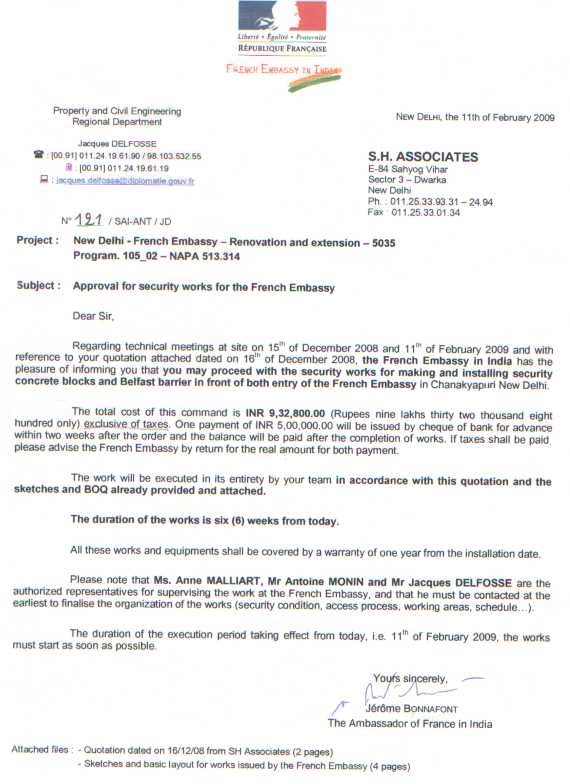 Liberté • Égalité • Fraternité
RÉPUBLIQUE FRANÇAISE
FRENCH EMBASSY IN INDIA
Property and Civil Engineering
Regional Department
Jacques DELFOSSE
: [00.91] 011.24.19.61.90 / 98.103.532.55
: [00.91] 011.24.19.61.19
: jacques.delfosse@diplomatie.gouv.fr
N° 121 / SAI-ANT / JD
NEW DELHI, the 11th of February 2009
S.H. ASSOCIATES
E-84 Sahyog Vihar
Sector 3 – Dwarka
New Delhi
Ph. : 011.25.33.93.31 – 24.94
Fax : 011.25.33.01.34
Project : New Delhi - French Embassy – Renovation and extension – 5035
Program. 105_02 – NAPA 513.314
Subject : Approval for security works for the French Embassy
Dear Sir,
Regarding technical meetings at site on 15th of December 2008 and 11th of February 2009 and with
reference to your quotation attached dated on 16th of December 2008, the French Embassy in India has the
pleasure of informing you that you may proceed with the security works for making and installing security
concrete blocks and Belfast barrier in front of both entry of the French Embassy in Chanakyapuri New Delhi.
The total cost of this command is INR 9,32,800.00 (Rupees nine lakhs thirty two thousand eight
hundred only) exclusive of taxes. One payment of INR 5,00,000.00 will be issued by cheque of bank for advance
within two weeks after the order and the balance will be paid after the completion of works. If taxes shall be paid,
please advise the French Embassy by return for the real amount for both payment.
The work will be executed in its entirety by your team in accordance with this quotation and the
sketches and BOQ already provided and attached.
The duration of the works is six (6) weeks from today.
All these works and equipments shall be covered by a warranty of one year from the installation date.
Please note that Ms. Anne MALLIART, Mr Antoine MONIN and Mr Jacques DELFOSSE are the
authorized representatives for supervising the work at the French Embassy, and that he must be contacted at the
earliest to finalise the organization of the works (security condition, access process, working areas, schedule…).
The duration of the execution period taking effect from today, i.e. 11th of February 2009, the works
must start as soon as possible.
Yours sincerely,
Jérôme BONNAFONT
The Ambassador of France in India
Attached files : - Quotation dated on 16/12/08 from SH Associates (2 pages)
- Sketches and basic layout for works issued by the French Embassy (4 pages)